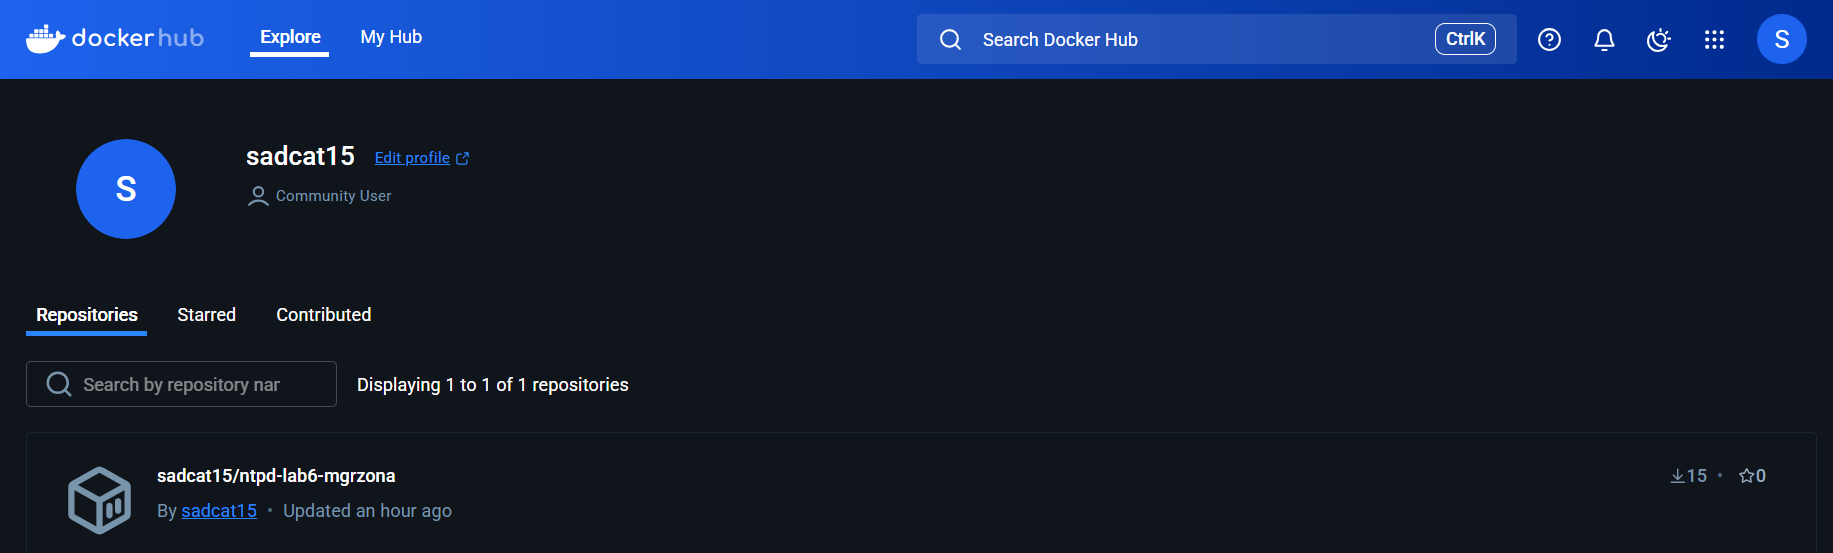 docker hub Explore My Hub Search Docker Hub CtrlK S
S
sadcat15 Edit profile
Community User
Repositories Starred Contributed
Search by repository nar Displaying 1 to 1 of 1 repositories
sadcat15/ntpd-lab6-mgrzona 15 • 0
By sadcat15 • Updated an hour ago